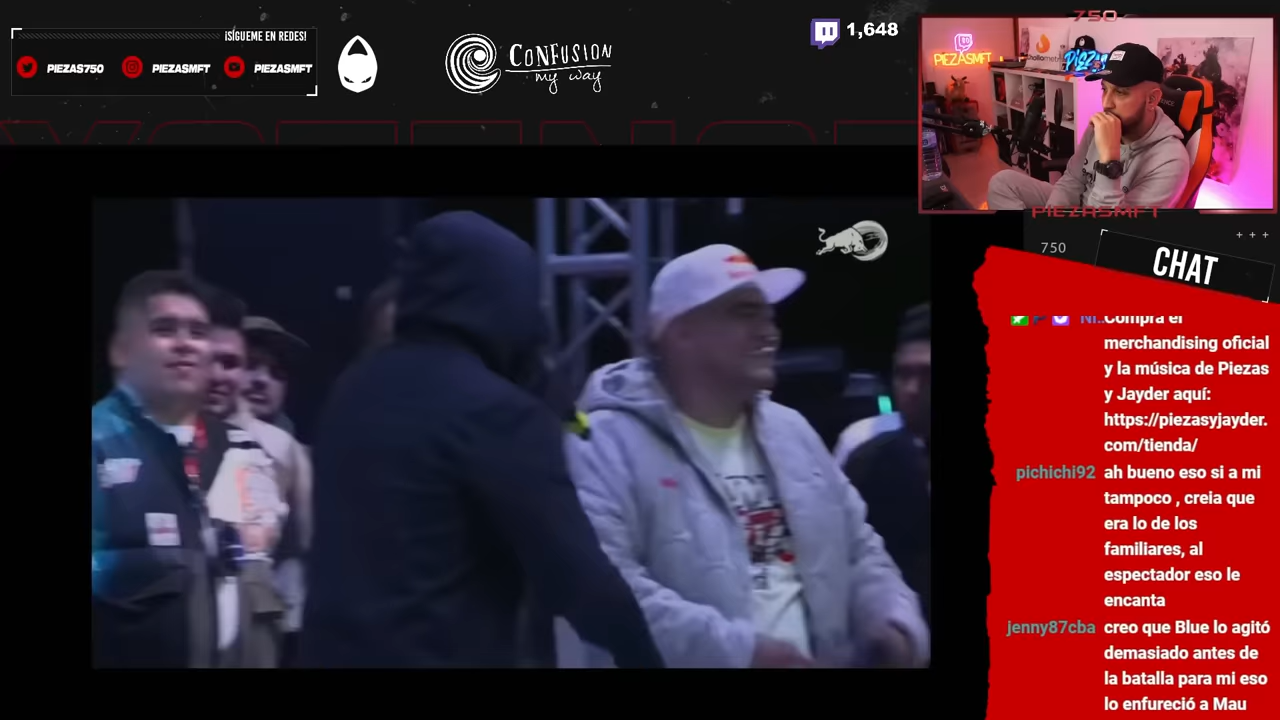 ¡SÍGUEME EN REDES!
PIEZAS750
PIEZASMFT
PIEZASMFT
CONFUSION
my way
1,648
750
PIEZASMFT
PIEZASMFT
750
CHAT
Compra el
merchandising oficial
y la música de Piezas
y Jayder aquí:
https://piezasyjayder.
com/tienda/
pichichi92 ah bueno eso si a mi
tampoco , creia que
era lo de los
familiares, al
espectador eso le
encanta
jenny87cba creo que Blue lo agitó
demasiado antes de
la batalla para mi eso
lo enfureció a Mau